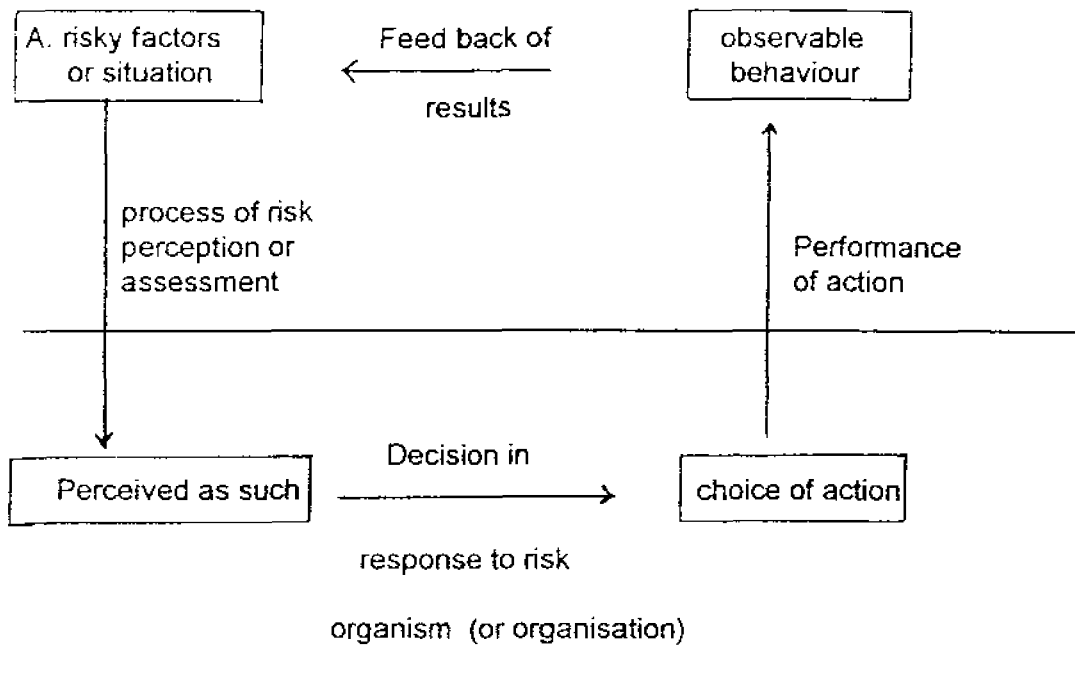 A. risky factors
or situation
Feed back of
results
observable
behaviour
process of risk
perception or
assessment
Performance
of action
Perceived as such
Decision in
response to risk
choice of action
organism (or organisation)